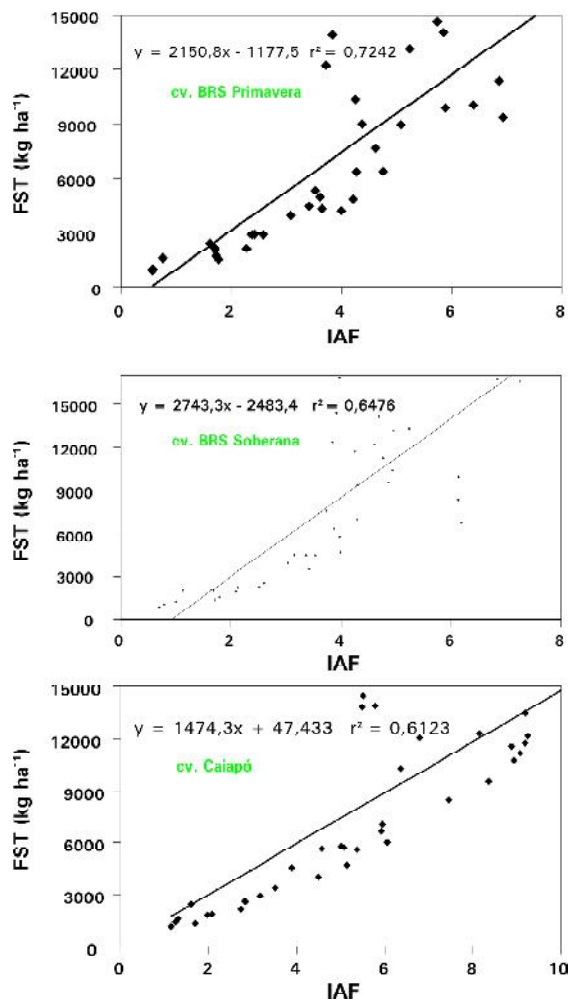 15000
y = 2150,8x - 1177,5 r² = 0,7242
12000
cv. BRS Primavera
9000
6000
3000
0
FST (kg ha⁻¹)
0 2 4 6 8
IAF
15000
y = 2743,3x - 2483,4 r² = 0,6476
cv. BRS Soberana
12000
9000
6000
3000
0
FST (kg ha⁻¹)
0 2 4 6 8
IAF
15000
y = 1474,3x + 47,433 r² = 0,6123
12000
cv. Caiapó
9000
6000
3000
0
FST (kg ha⁻¹)
0 2 4 6 8 10
IAF